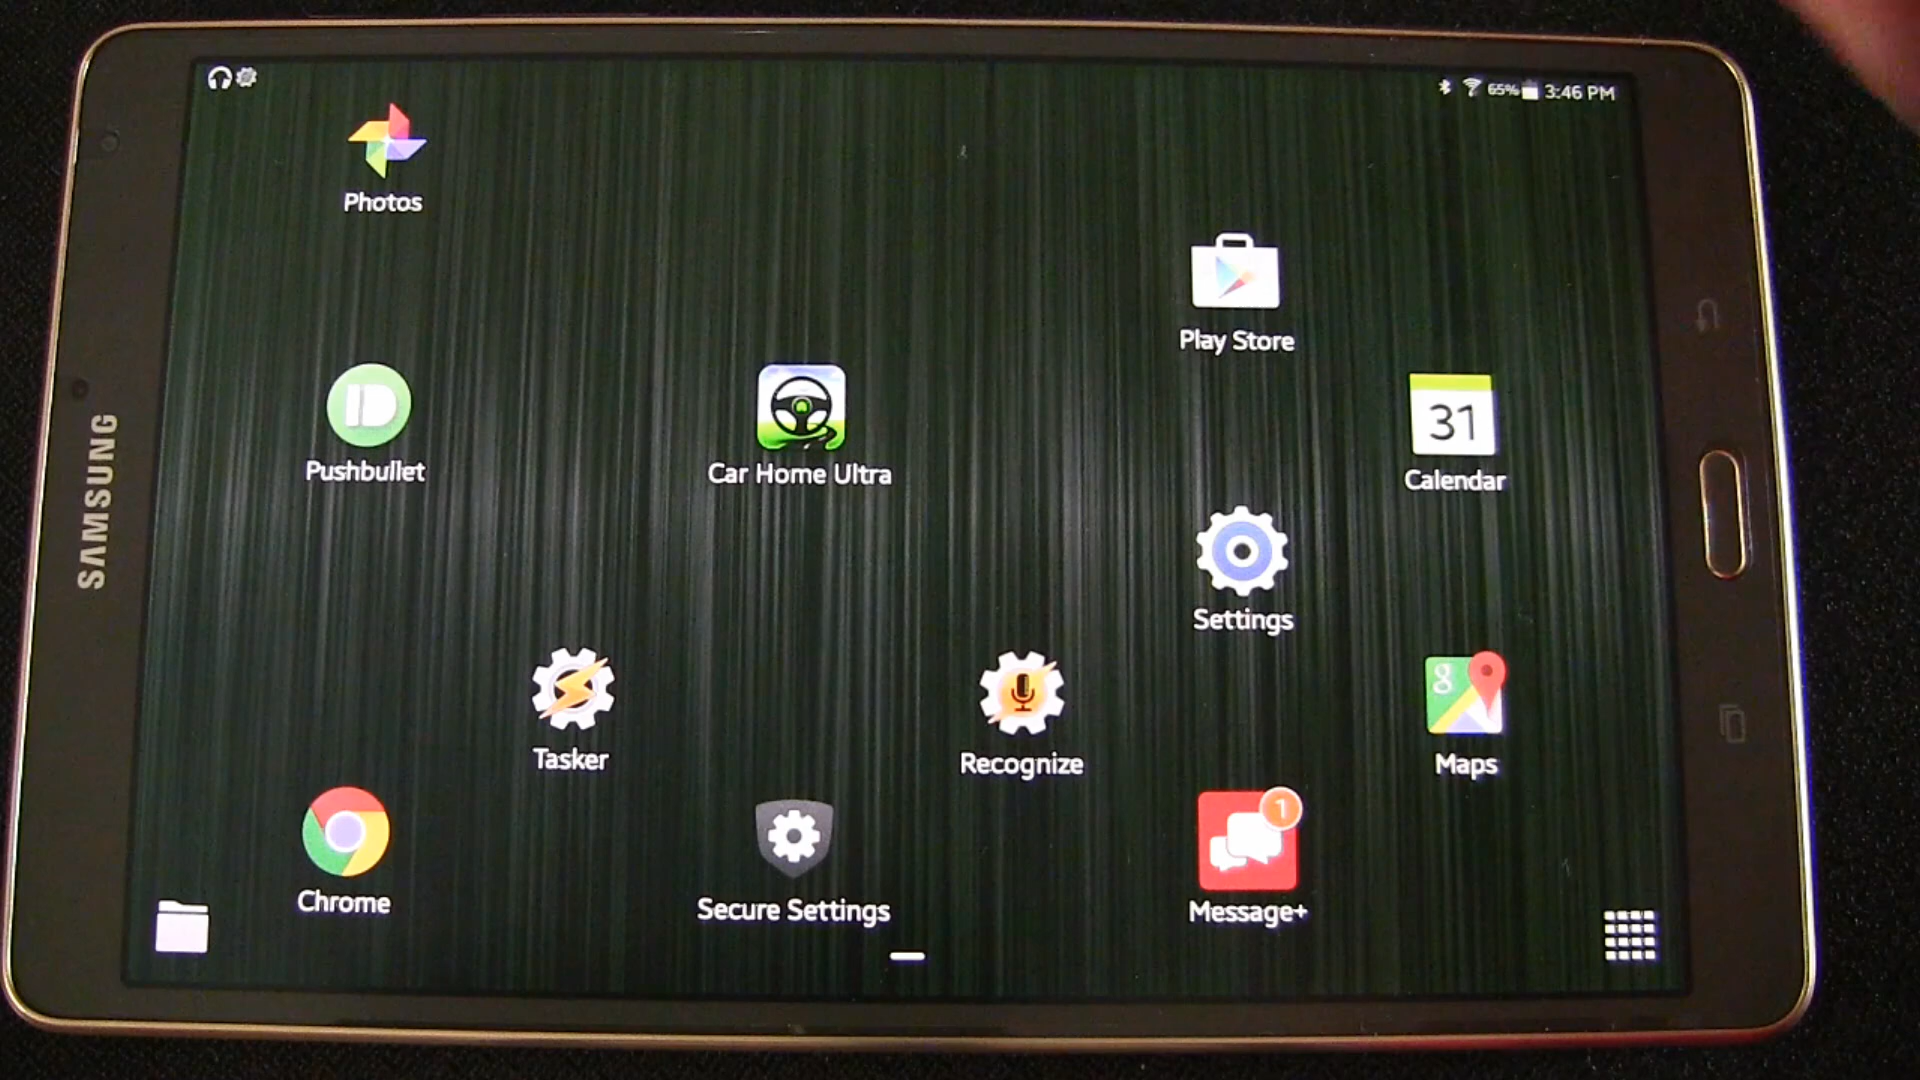 65% 3:46 PM
Photos
Play Store
Pushbullet
Car Home Ultra
31
Calendar
SAMSUNG
Settings
g
Tasker
Recognize
Maps
1
Chrome
Secure Settings
Message+